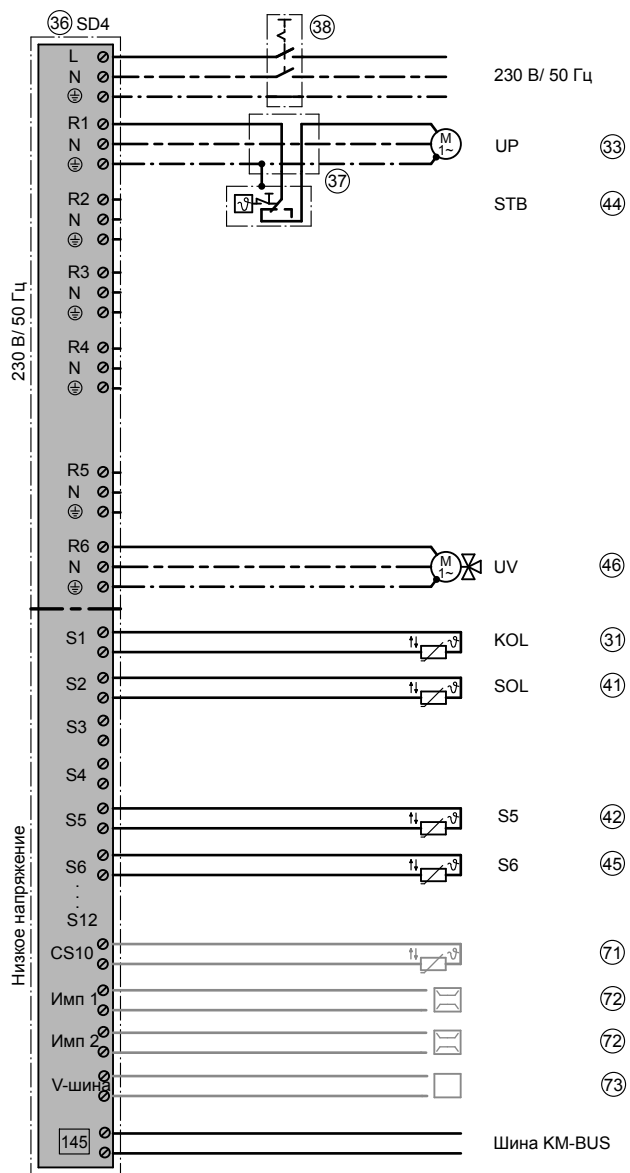 36 SD4
38
L
N
230 В/ 50 Гц
R1
N
M
1~
UP 33
37
R2
ϑ
STB 44
N
R3
N
230 В/ 50 Гц
R4
N
R5
N
R6
N
M
1~
UV 46
S1
ϑ
KOL 31
S2
ϑ
SOL 41
S3
S4
S5
ϑ
S5 42
S6
ϑ
S6 45
S12
Низкое напряжение
CS10
ϑ
71
Имп 1
72
Имп 2
72
V-шина
73
145
Шина KM-BUS